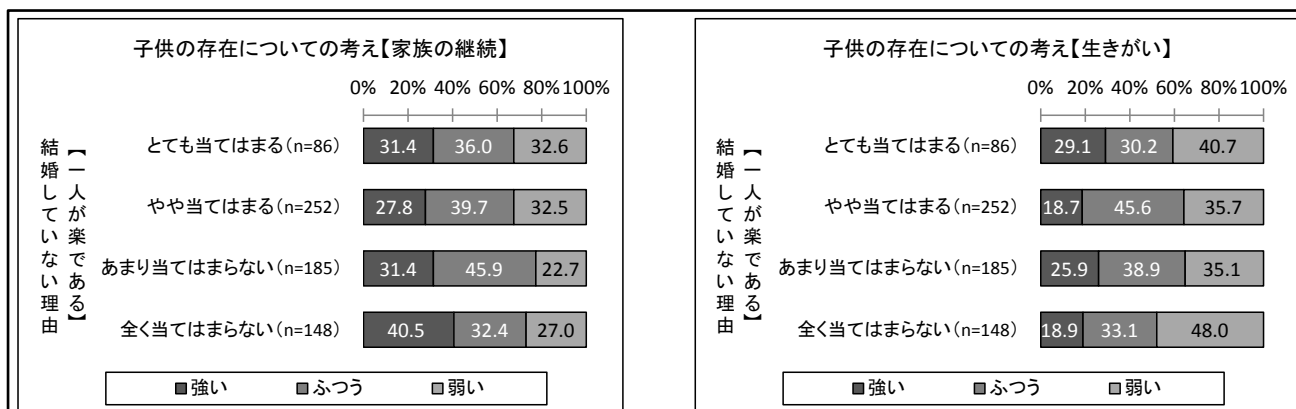 子供の存在についての考え【家族の継続】
0% 20% 40% 60% 80% 100%
結婚していない理由
【一人が楽である】
とても当てはまる(n=86) 31.4 36.0 32.6
やや当てはまる(n=252) 27.8 39.7 32.5
あまり当てはまらない(n=185) 31.4 45.9 22.7
全く当てはまらない(n=148) 40.5 32.4 27.0
強い ふつう 弱い
子供の存在についての考え【生きがい】
0% 20% 40% 60% 80% 100%
結婚していない理由
【一人が楽である】
とても当てはまる(n=86) 29.1 30.2 40.7
やや当てはまる(n=252) 18.7 45.6 35.7
あまり当てはまらない(n=185) 25.9 38.9 35.1
全く当てはまらない(n=148) 18.9 33.1 48.0
強い ふつう 弱い